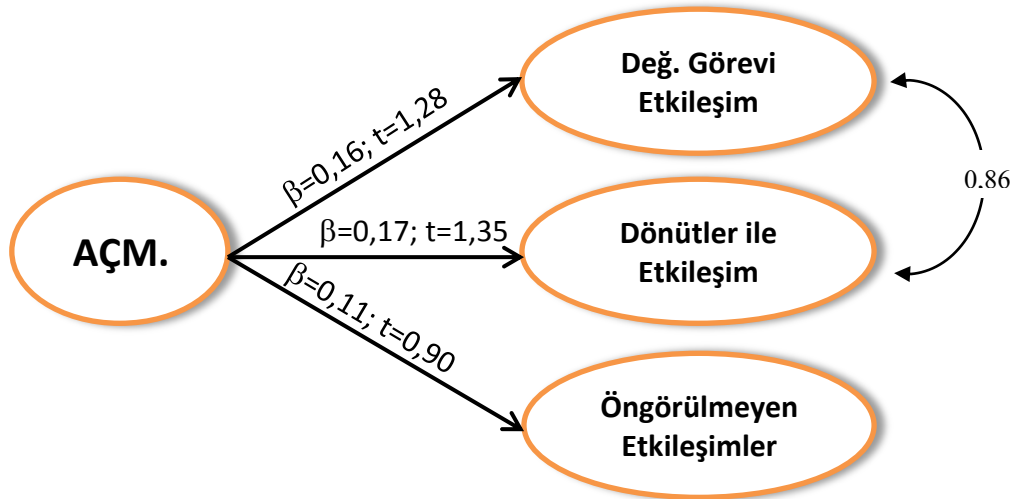 Değ. Görevi
Etkileşim
β=0,16; t=1,28
0.86
AÇM.
β=0,17; t=1,35
Dönütler ile
Etkileşim
β=0,11; t=0,90
Öngörülmeyen
Etkileşimler